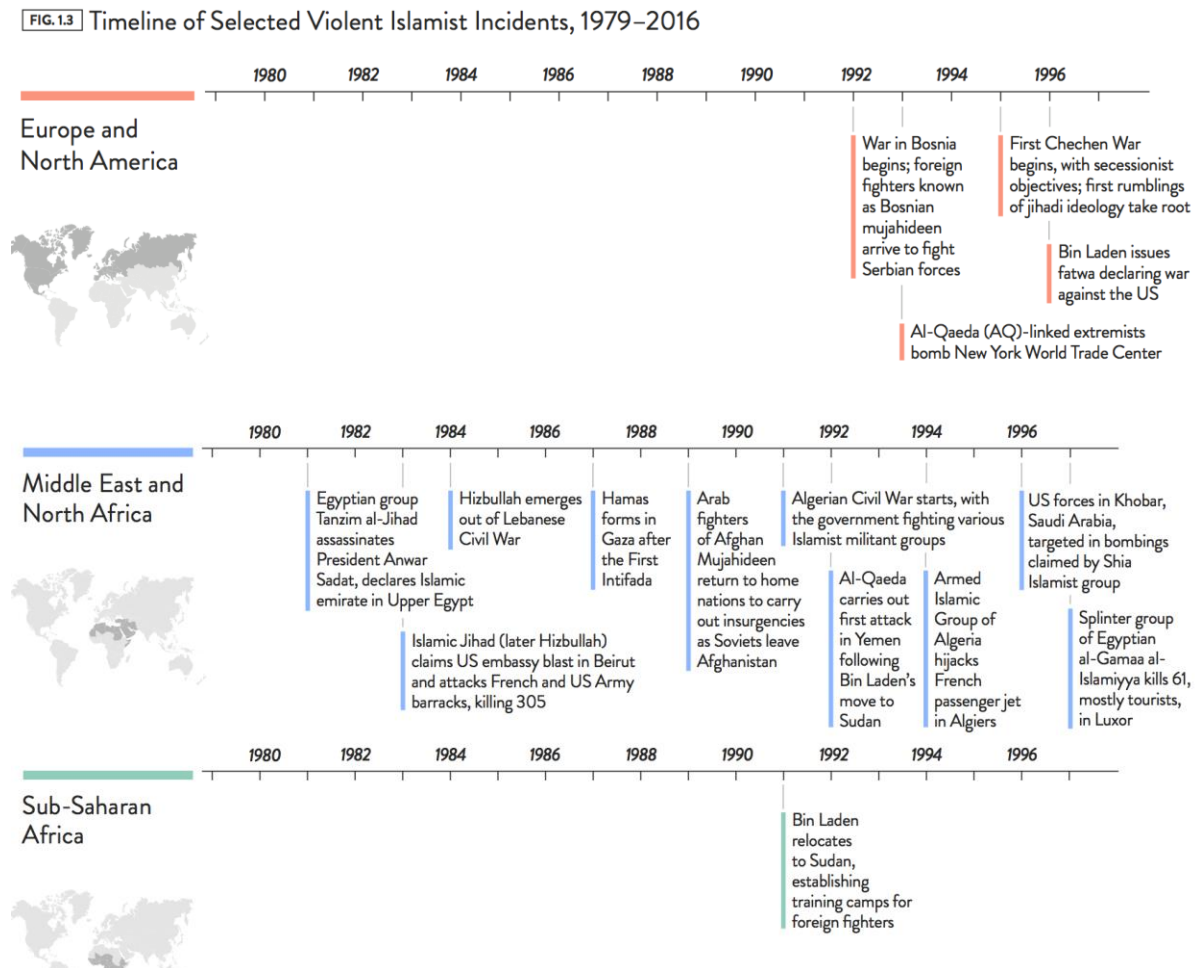 FIG. 1.3 Timeline of Selected Violent Islamist Incidents, 1979–2016
1980 1982 1984 1986 1988 1990 1992 1994 1996
Europe and
North America
War in Bosnia
begins; foreign
fighters known
as Bosnian
mujahideen
arrive to fight
Serbian forces
First Chechen War
begins, with secessionist
objectives; first rumblings
of jihadi ideology take root
Bin Laden issues
fatwa declaring war
against the US
Al-Qaeda (AQ)-linked extremists
bomb New York World Trade Center
1980 1982 1984 1986 1988 1990 1992 1994 1996
Middle East and
North Africa
Egyptian group
Tanzim al-Jihad
assassinates
President Anwar
Sadat, declares Islamic
emirate in Upper Egypt
Islamic Jihad (later Hizbullah)
claims US embassy blast in Beirut
and attacks French and US Army
barracks, killing 305
Hizbullah emerges
out of Lebanese
Civil War
Hamas
forms in
Gaza after
the First
Intifada
Arab
fighters
of Afghan
Mujahideen
return to home
nations to carry
out insurgencies
as Soviets leave
Afghanistan
Algerian Civil War starts, with
the government fighting various
Islamist militant groups
Al-Qaeda
carries out
first attack
in Yemen
following
Bin Laden's
move to
Sudan
Armed
Islamic
Group of
Algeria
hijacks
French
passenger jet
in Algiers
US forces in Khobar,
Saudi Arabia,
targeted in bombings
claimed by Shia
Islamist group
Splinter group
of Egyptian
al-Gamaa al-
Islamiyya kills 61,
mostly tourists,
in Luxor
1980 1982 1984 1986 1988 1990 1992 1994 1996
Sub-Saharan
Africa
Bin Laden
relocates
to Sudan,
establishing
training camps for
foreign fighters